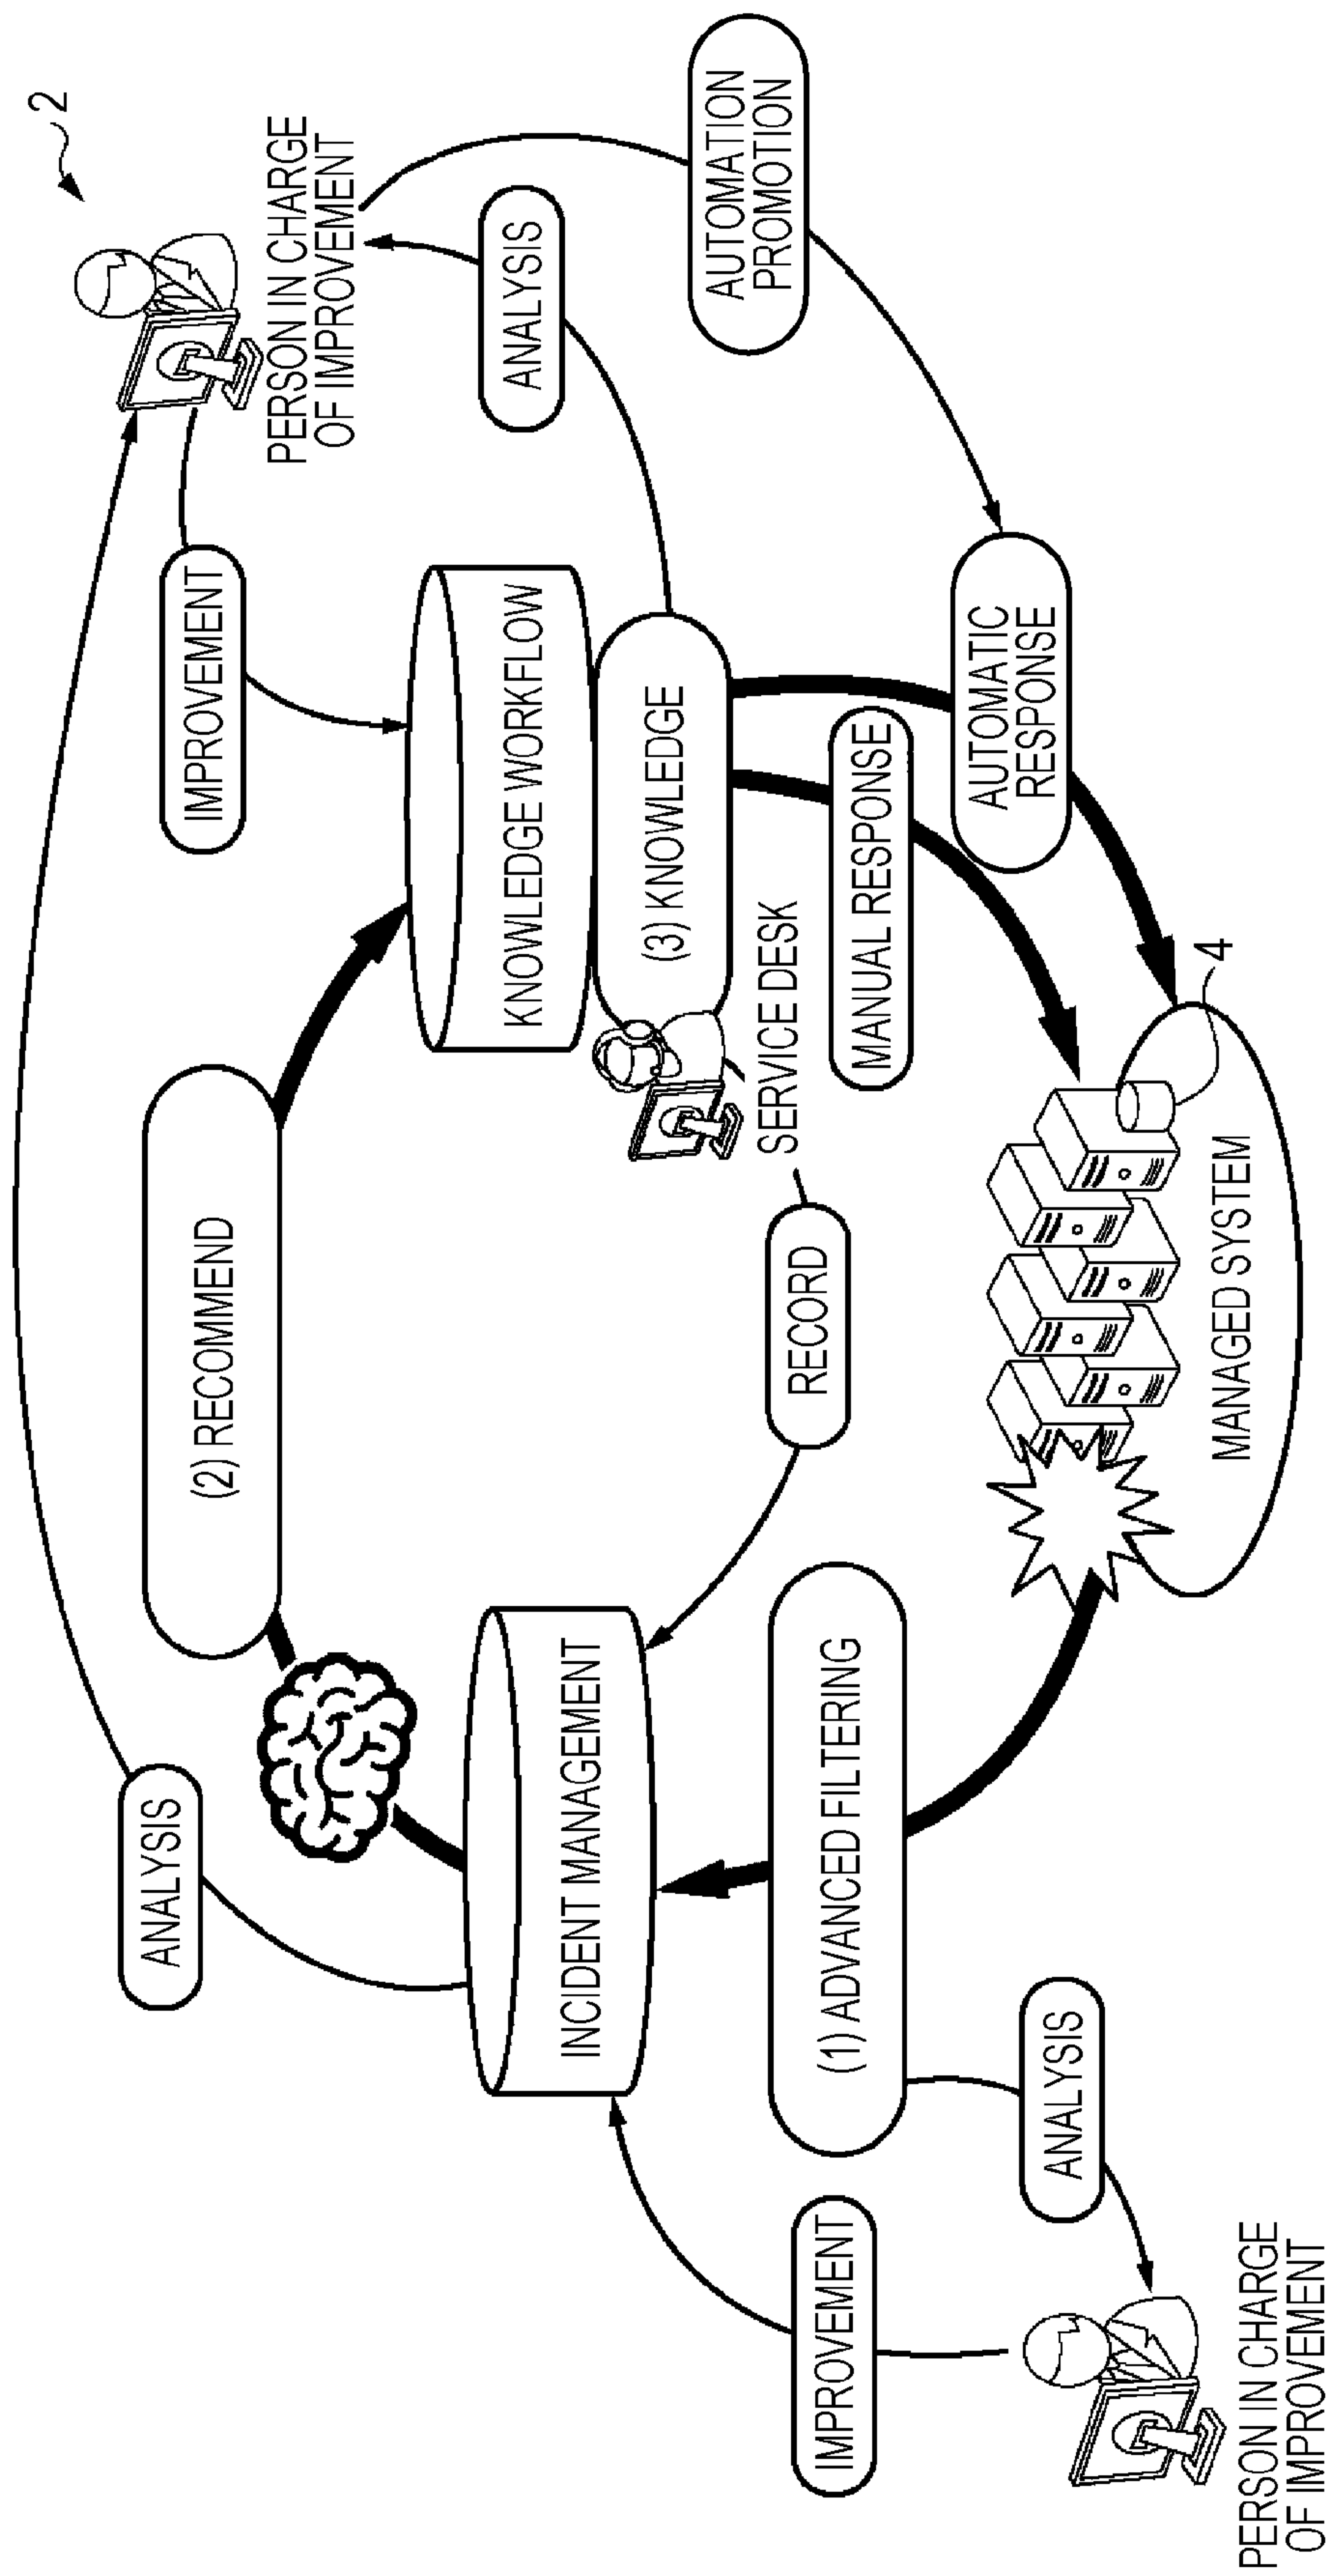 2
ANALYSIS
(2) RECOMMEND
IMPROVEMENT
PERSON IN CHARGE
OF IMPROVEMENT
INCIDENT MANAGEMENT
KNOWLEDGE WORKFLOW
ANALYSIS
(3) KNOWLEDGE
AUTOMATION
PROMOTION
SERVICE DESK
RECORD
MANUAL RESPONSE
IMPROVEMENT
(1) ADVANCED FILTERING
AUTOMATIC
RESPONSE
ANALYSIS
4
MANAGED SYSTEM
PERSON IN CHARGE
OF IMPROVEMENT